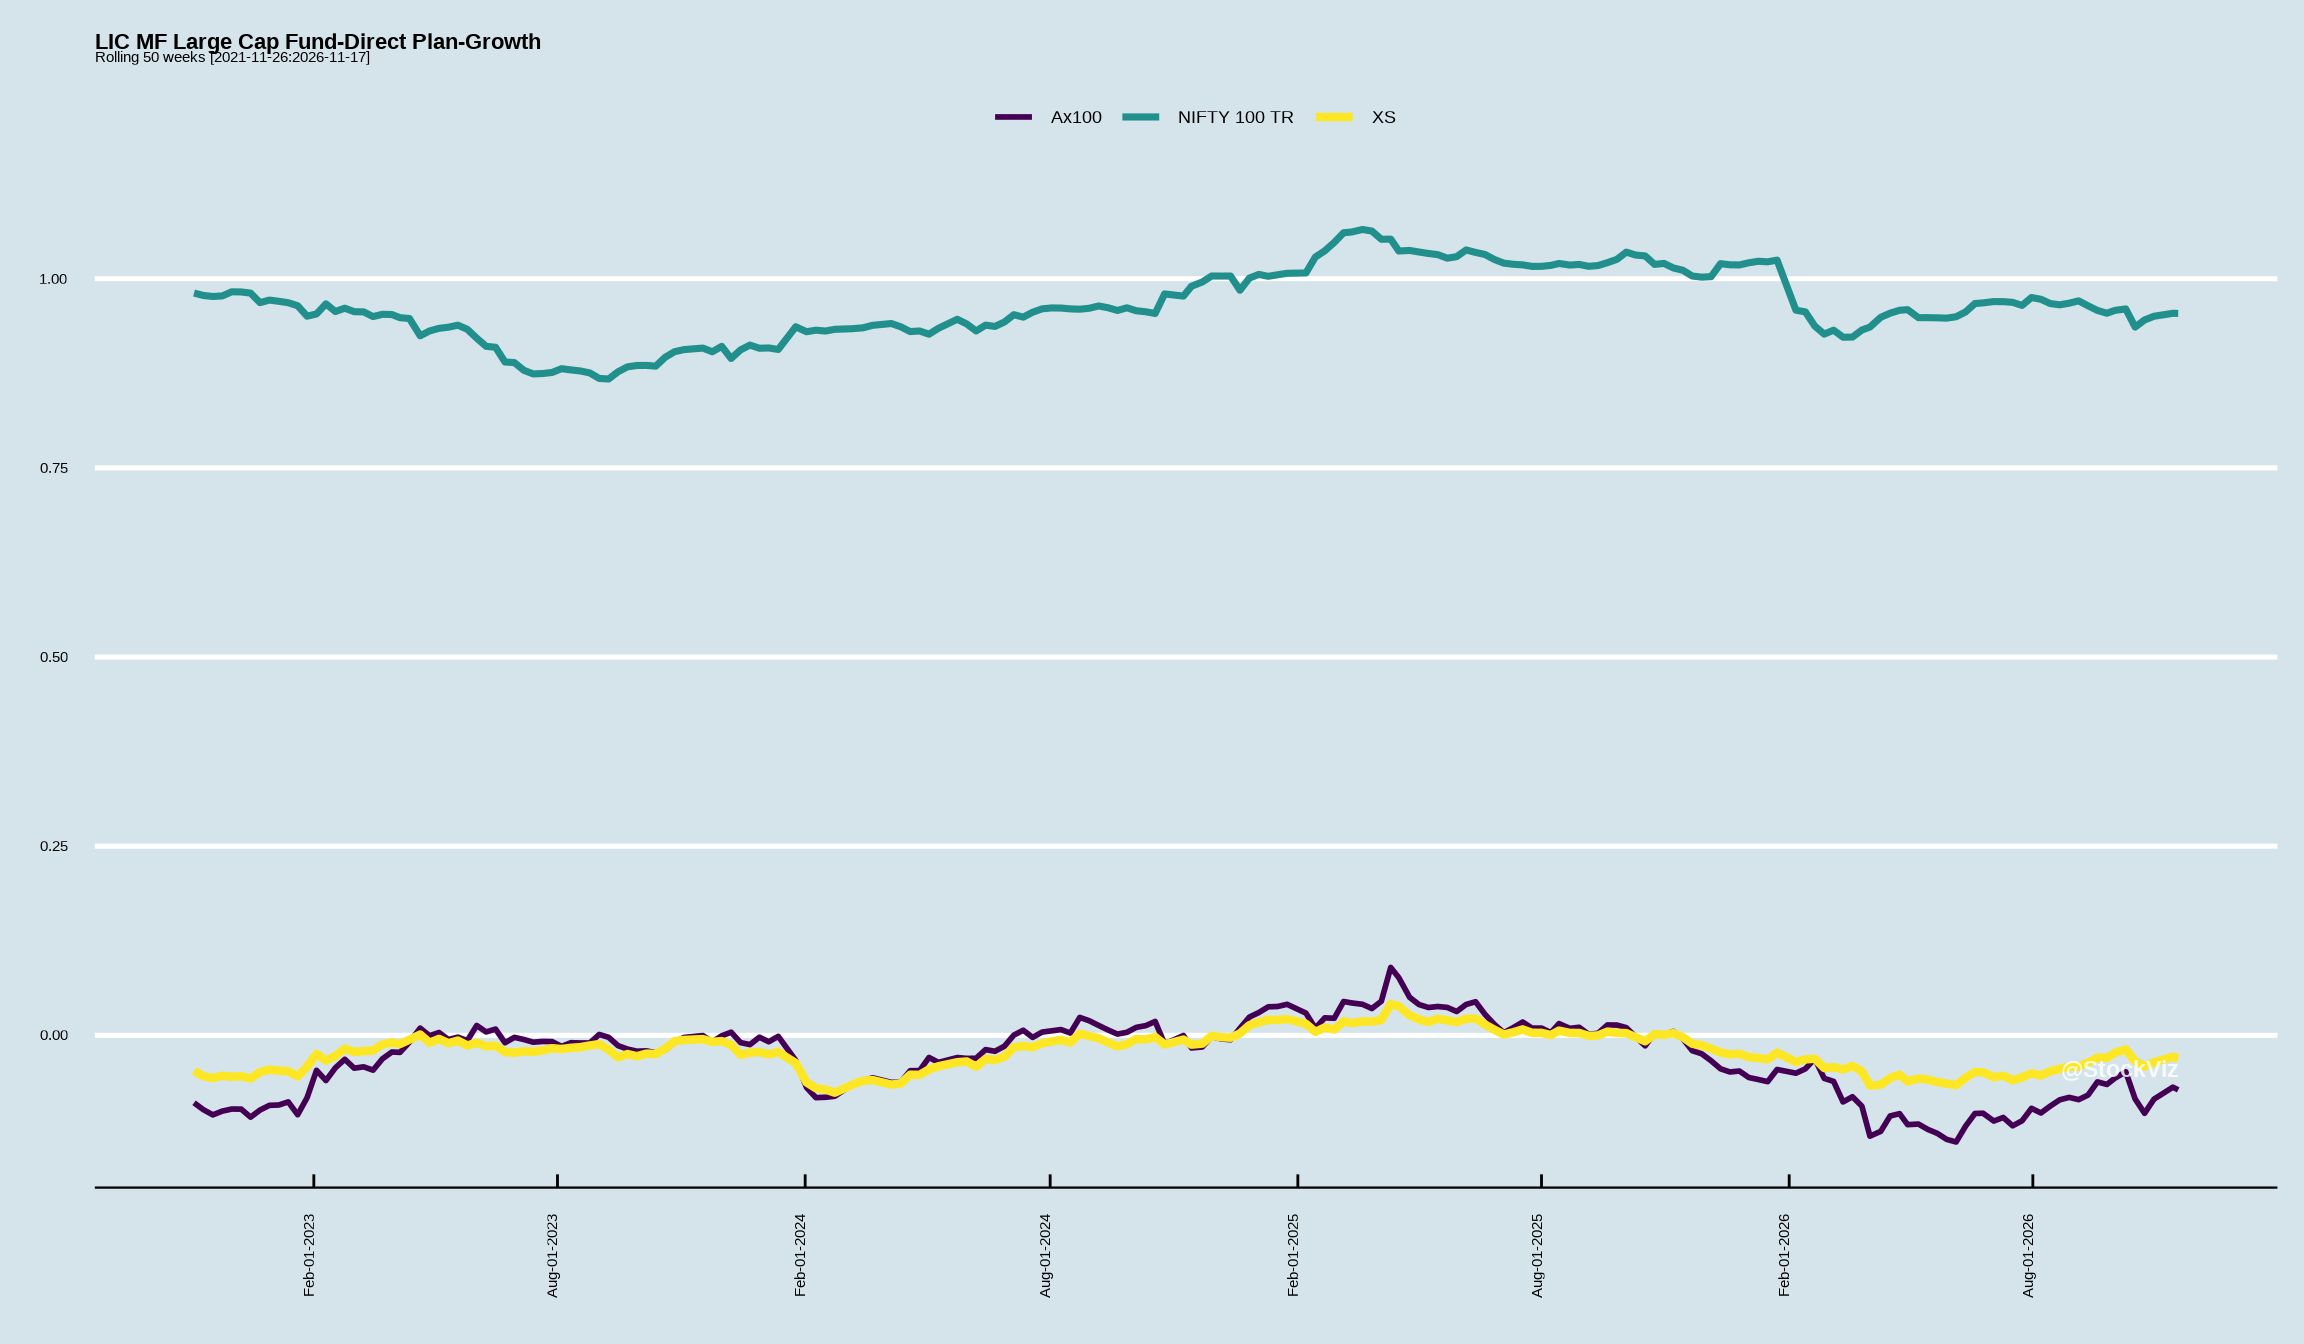 LIC MF Large Cap Fund-Direct Plan-Growth
Rolling 50 weeks [2021-11-26:2026-11-17]
Ax100 NIFTY 100 TR XS
1.00
0.75
0.50
0.25
0.00
@StockViz
Feb-01-2023 Aug-01-2023 Feb-01-2024 Aug-01-2024 Feb-01-2025 Aug-01-2025 Feb-01-2026 Aug-01-2026